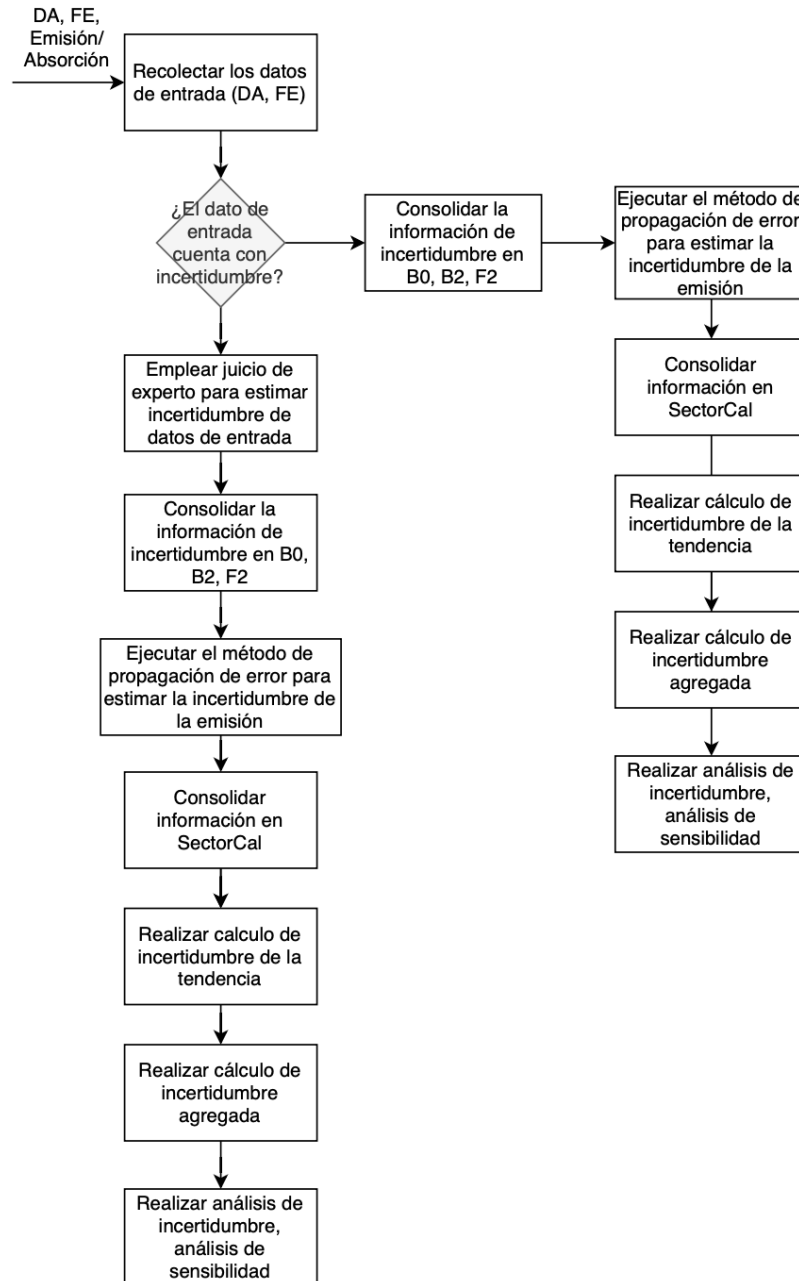 DA, FE,
Emisión/
Absorción
Recolectar los datos
de entrada (DA, FE)
¿El dato de
entrada
cuenta con
incertidumbre?
Consolidar la
información de
incertidumbre en
B0, B2, F2
Ejecutar el método de
propagación de error
para estimar la
incertidumbre de la
emisión
Consolidar
información en
SectorCal
Realizar cálculo de
incertidumbre de la
tendencia
Realizar cálculo de
incertidumbre
agregada
Realizar análisis de
incertidumbre,
análisis de
sensibilidad
Emplear juicio de
experto para estimar
incertidumbre de
datos de entrada
Consolidar la
información de
incertidumbre en B0,
B2, F2
Ejecutar el método de
propagación de error para
estimar la incertidumbre de
la emisión
Consolidar
información en
SectorCal
Realizar calculo de
incertidumbre de la
tendencia
Realizar cálculo de
incertidumbre
agregada
Realizar análisis de
incertidumbre,
análisis de
sensibilidad